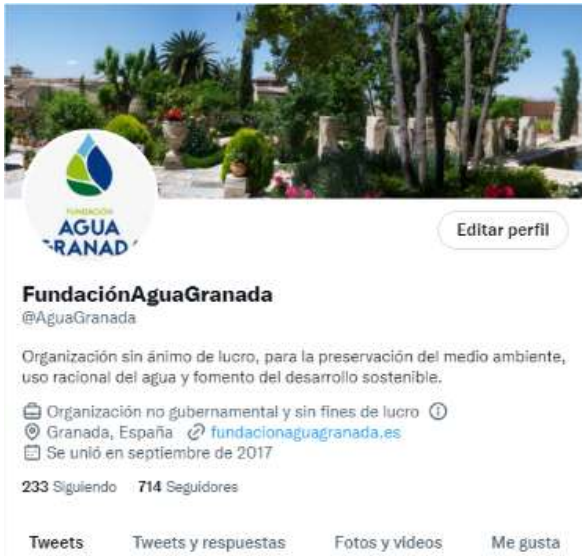 FUNDACIÓN
AGUA
GRANADA
Editar perfil
FundaciónAguaGranada
@AguaGranada
Organización sin ánimo de lucro, para la preservación del medio ambiente,
uso racional del agua y fomento del desarrollo sostenible.
Organización no gubernamental y sin fines de lucro
Granada, España fundacionaguagranada.es
Se unió en septiembre de 2017
233 Siguiendo 714 Seguidores
Tweets Tweets y respuestas Fotos y vídeos Me gusta